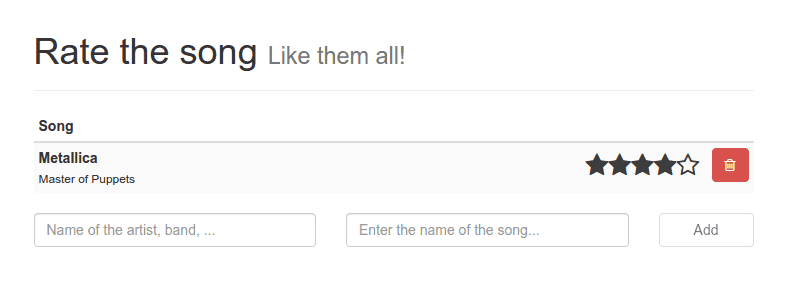 Rate the song Like them all!
Song
Metallica
Master of Puppets
Name of the artist, band, ...
Enter the name of the song...
Add